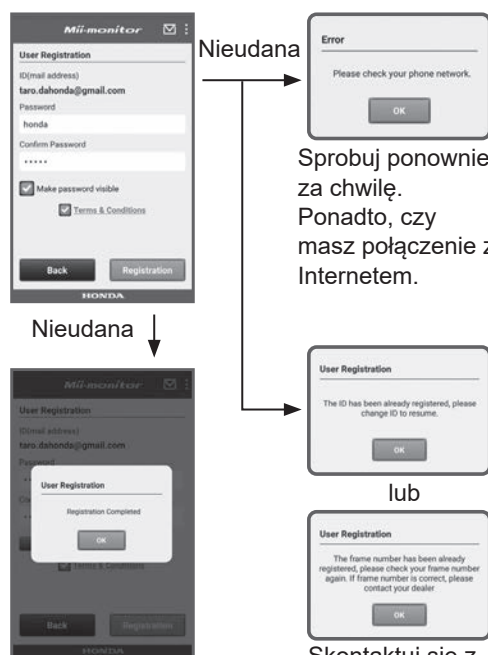 Mii-monitor
User Registration
ID(mail address)
taro.dahonda@gmail.com
Password
honda
Confirm Password
•••••
Make password visible
Terms & Conditions
Back Registration
HONDA
Nieudana
Error
Please check your phone network.
OK
Sprobuj ponownie
za chwilę.
Ponadto, czy
masz połączenie z
Internetem.
Nieudana
Mii-monitor
User Registration
ID(mail address)
taro.dahonda@gmail.com
User Registration
Registration Completed
OK
Terms & Conditions
Back Registration
HONDA
User Registration
The ID has been already registered, please
change ID to resume.
OK
lub
User Registration
The frame number has been already
registered, please check your frame number
again. If frame number is correct, please
contact your dealer
OK
Skontaktuj się z